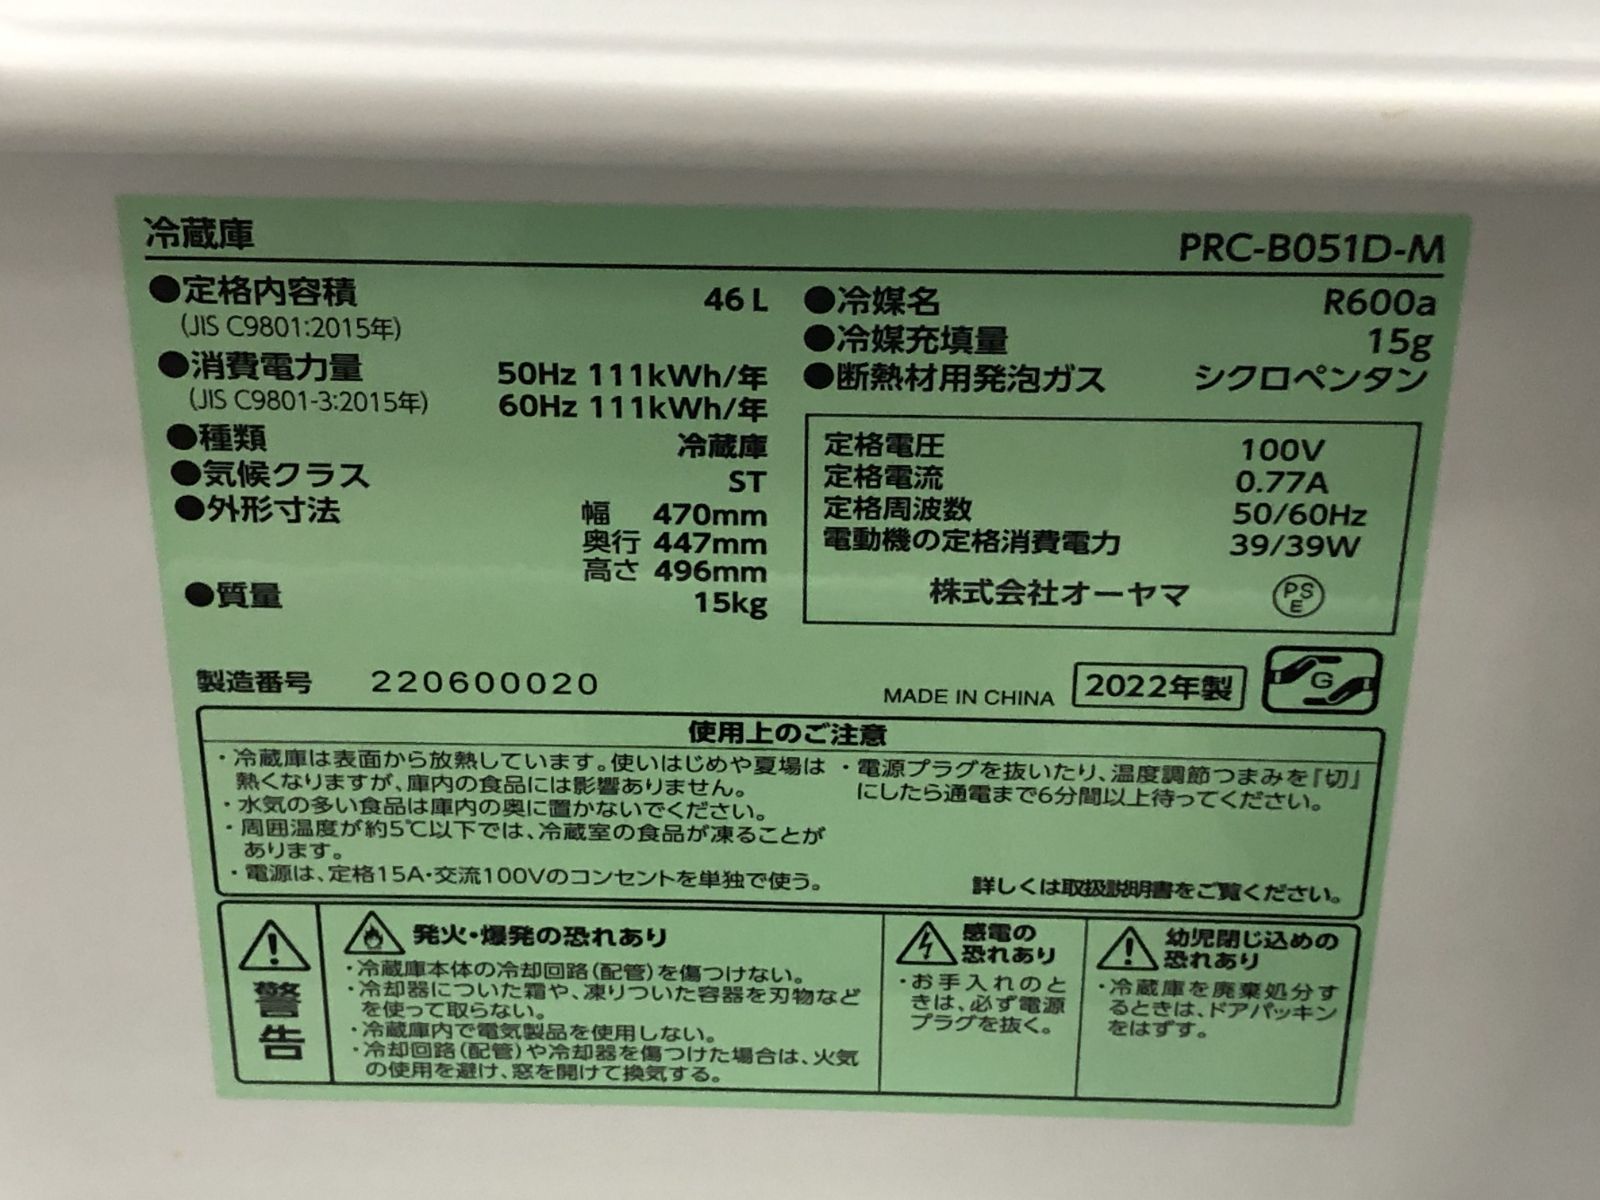 冷蔵庫 PRC-B051D-M
●定格内容積 46L
(JIS C9801:2015年)
●消費電力量 50Hz 111kWh/年
(JIS C9801-3:2015年) 60Hz 111kWh/年
●種類 冷蔵庫
●気候クラス ST
●外形寸法 幅 470mm
奥行 447mm
高さ 496mm
●質量 15kg
●冷媒名 R600a
●冷媒充填量 15g
●断熱材用発泡ガス シクロペンタン
定格電圧 100V
定格電流 0.77A
定格周波数 50/60Hz
電動機の定格消費電力 39/39W
株式会社オーヤマ PSE
製造番号 220600020
MADE IN CHINA 2022年製 G
使用上のご注意
・冷蔵庫は表面から放熱しています。使いはじめや夏場は
熱くなりますが、庫内の食品には影響ありません。
・水気の多い食品は庫内の奥に置かないでください。
・周囲温度が約5℃以下では、冷蔵室の食品が凍ることが
あります。
・電源は、定格15A・交流100Vのコンセントを単独で使う。
・電源プラグを抜いたり、温度調節つまみを「切」
にしたら通電まで6分間以上待ってください。
詳しくは取扱説明書をご覧ください。
警告
発火・爆発の恐れあり
・冷蔵庫本体の冷却回路(配管)を傷つけない。
・冷却器についた霜や、凍りついた容器を刃物など
を使って取らない。
・冷蔵庫内で電気製品を使用しない。
・冷却回路(配管)や冷却器を傷つけた場合は、火気
の使用を避け、窓を開けて換気する。
感電の
恐れあり
・お手入れのと
きは、必ず電源
プラグを抜く。
幼児閉じ込めの
恐れあり
・冷蔵庫を廃棄処分す
るときは、ドアパッキン
をはずす。